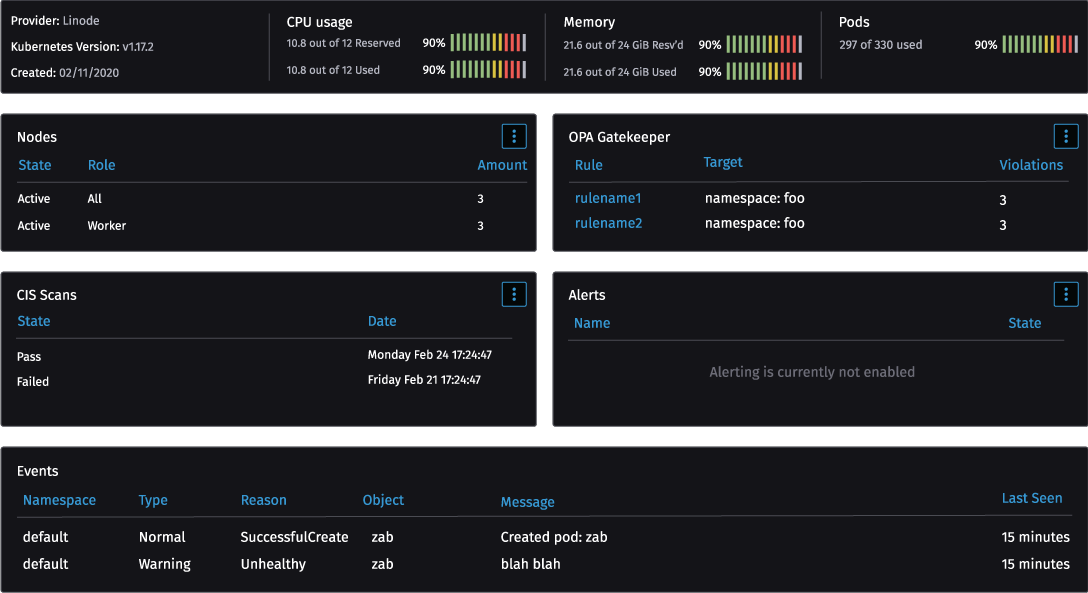 Provider: Linode
Kubernetes Version: v1.17.2
Created: 02/11/2020
CPU usage
10.8 out of 12 Reserved 90%
10.8 out of 12 Used 90%
Memory
21.6 out of 24 GiB Resv'd 90%
21.6 out of 24 GiB Used 90%
Pods
297 of 330 used 90%
Nodes
State Role Amount
Active All 3
Active Worker 3
OPA Gatekeeper
Rule Target Violations
rulename1 namespace: foo 3
rulename2 namespace: foo 3
CIS Scans
State Date
Pass Monday Feb 24 17:24:47
Failed Friday Feb 21 17:24:47
Alerts
Name State
Alerting is currently not enabled
Events
Namespace Type Reason Object Message Last Seen
default Normal SuccessfulCreate zab Created pod: zab 15 minutes
default Warning Unhealthy zab blah blah 15 minutes